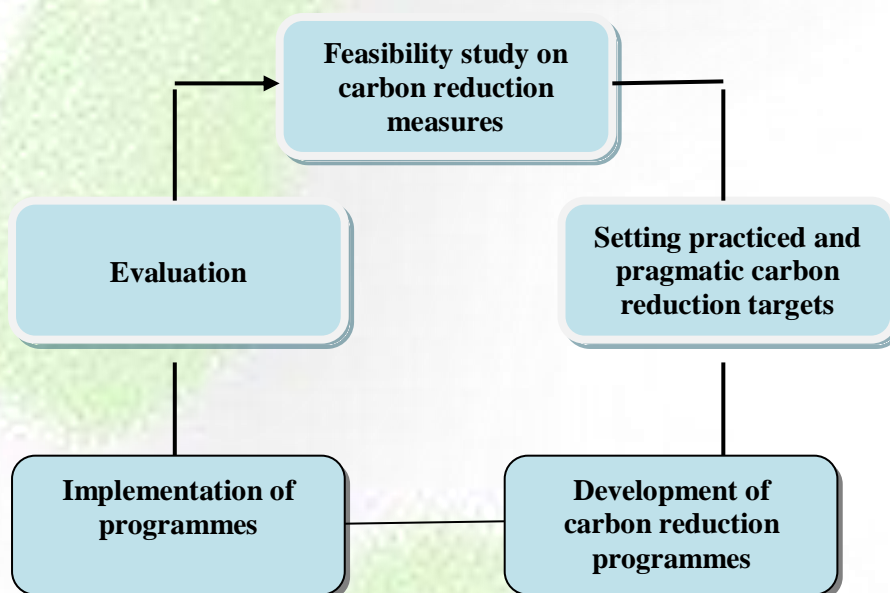 Feasibility study on
carbon reduction
measures
Setting practiced and
pragmatic carbon
reduction targets
Development of
carbon reduction
programmes
Implementation of
programmes
Evaluation